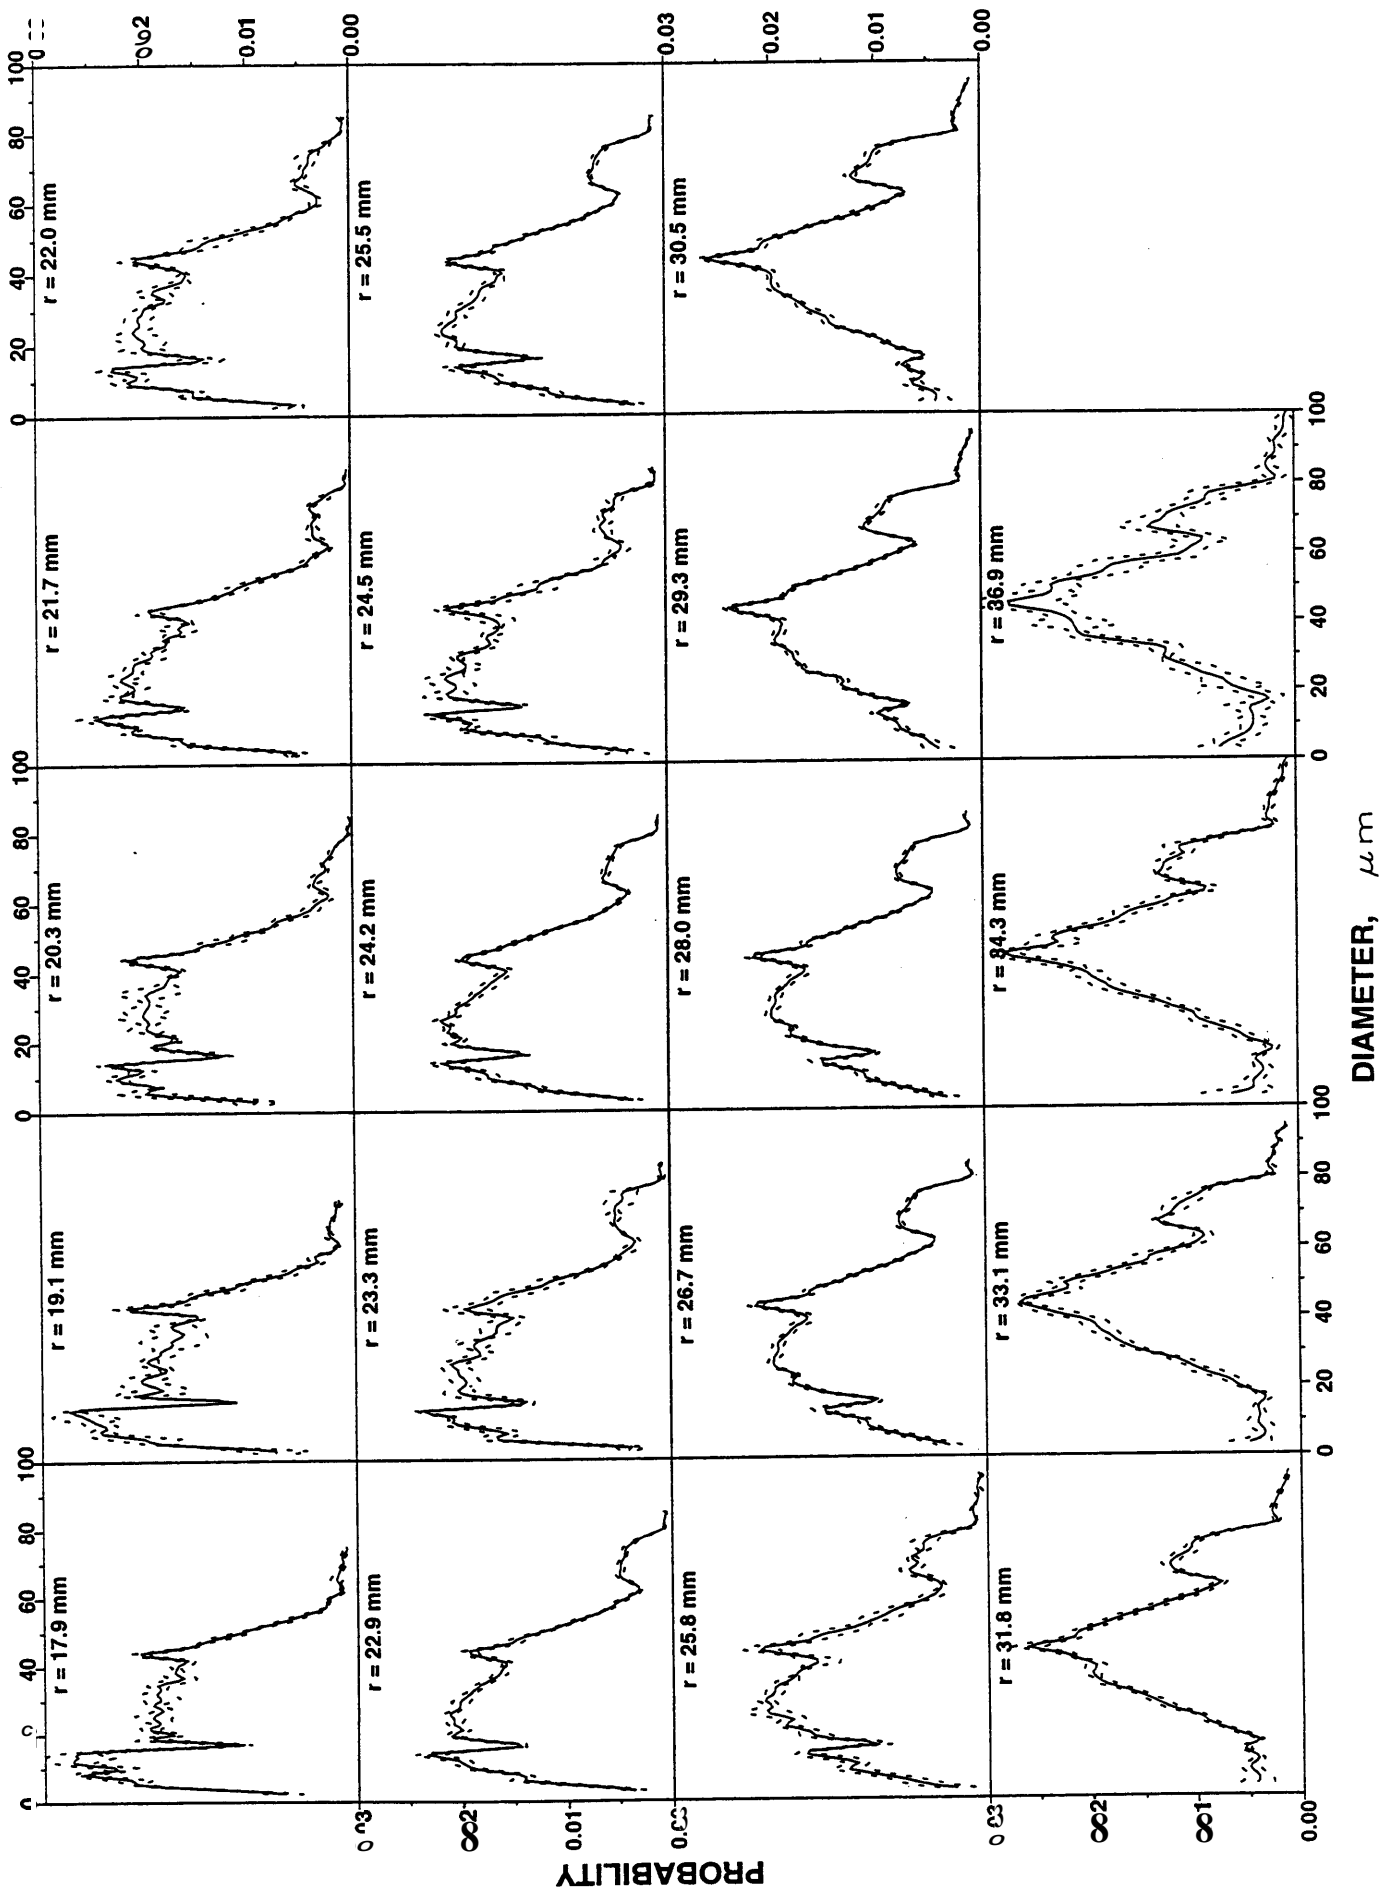 0 20 40 60 80 100
r = 17.9 mm
r = 19.1 mm
r = 20.3 mm
r = 21.7 mm
r = 22.0 mm
0.02
0.01
0.00
r = 22.9 mm
r = 23.3 mm
r = 24.2 mm
r = 24.5 mm
r = 25.5 mm
0.01
r = 25.8 mm
r = 26.7 mm
r = 28.0 mm
r = 29.3 mm
r = 30.5 mm
0.03
0.02
0.01
0.00
r = 31.8 mm
r = 33.1 mm
r = 34.3 mm
r = 36.9 mm
0.00
0 20 40 60 80 100
0 20 40 60 80 100
PROBABILITY
DIAMETER, μm